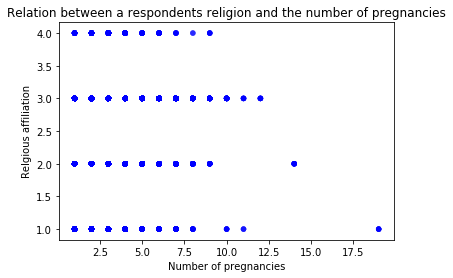 Relation between a respondents religion and the number of pregnancies
4.0
3.5
3.0
2.5
2.0
1.5
1.0
Relgious affiliation
2.5 5.0 7.5 10.0 12.5 15.0 17.5
Number of pregnancies